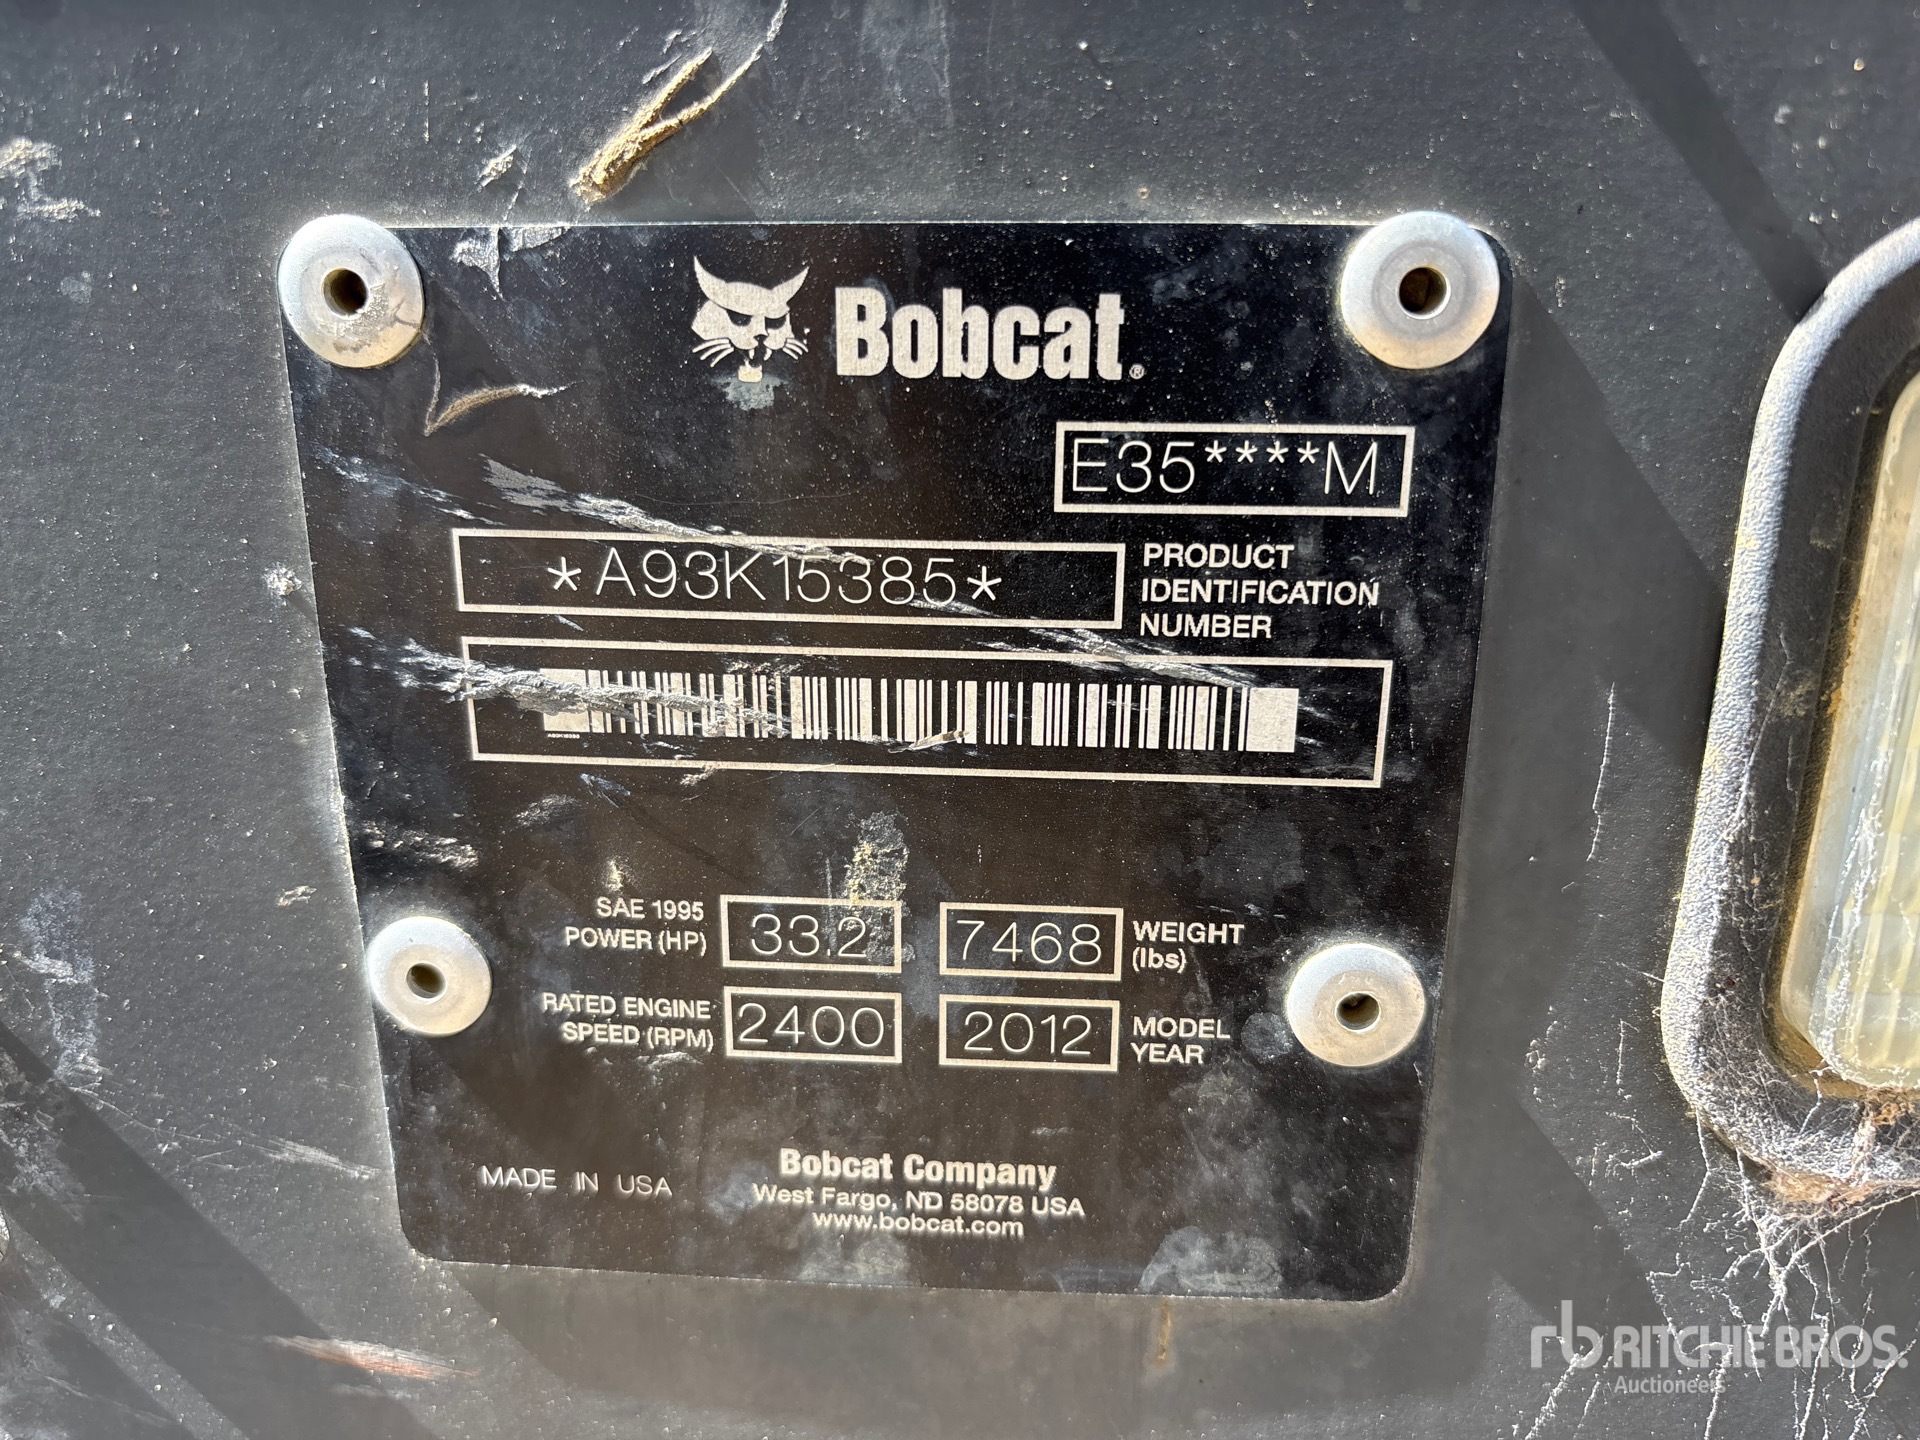 Bobcat®
E35****M
*A93K15385*
PRODUCT
IDENTIFICATION
NUMBER
SAE 1995
POWER (HP)
33.2
7468
WEIGHT
(lbs)
RATED ENGINE
SPEED (RPM)
2400
2012
MODEL
YEAR
MADE IN USA
Bobcat Company
West Fargo, ND 58078 USA
www.bobcat.com
rb RITCHIE BROS.
Auctioneers